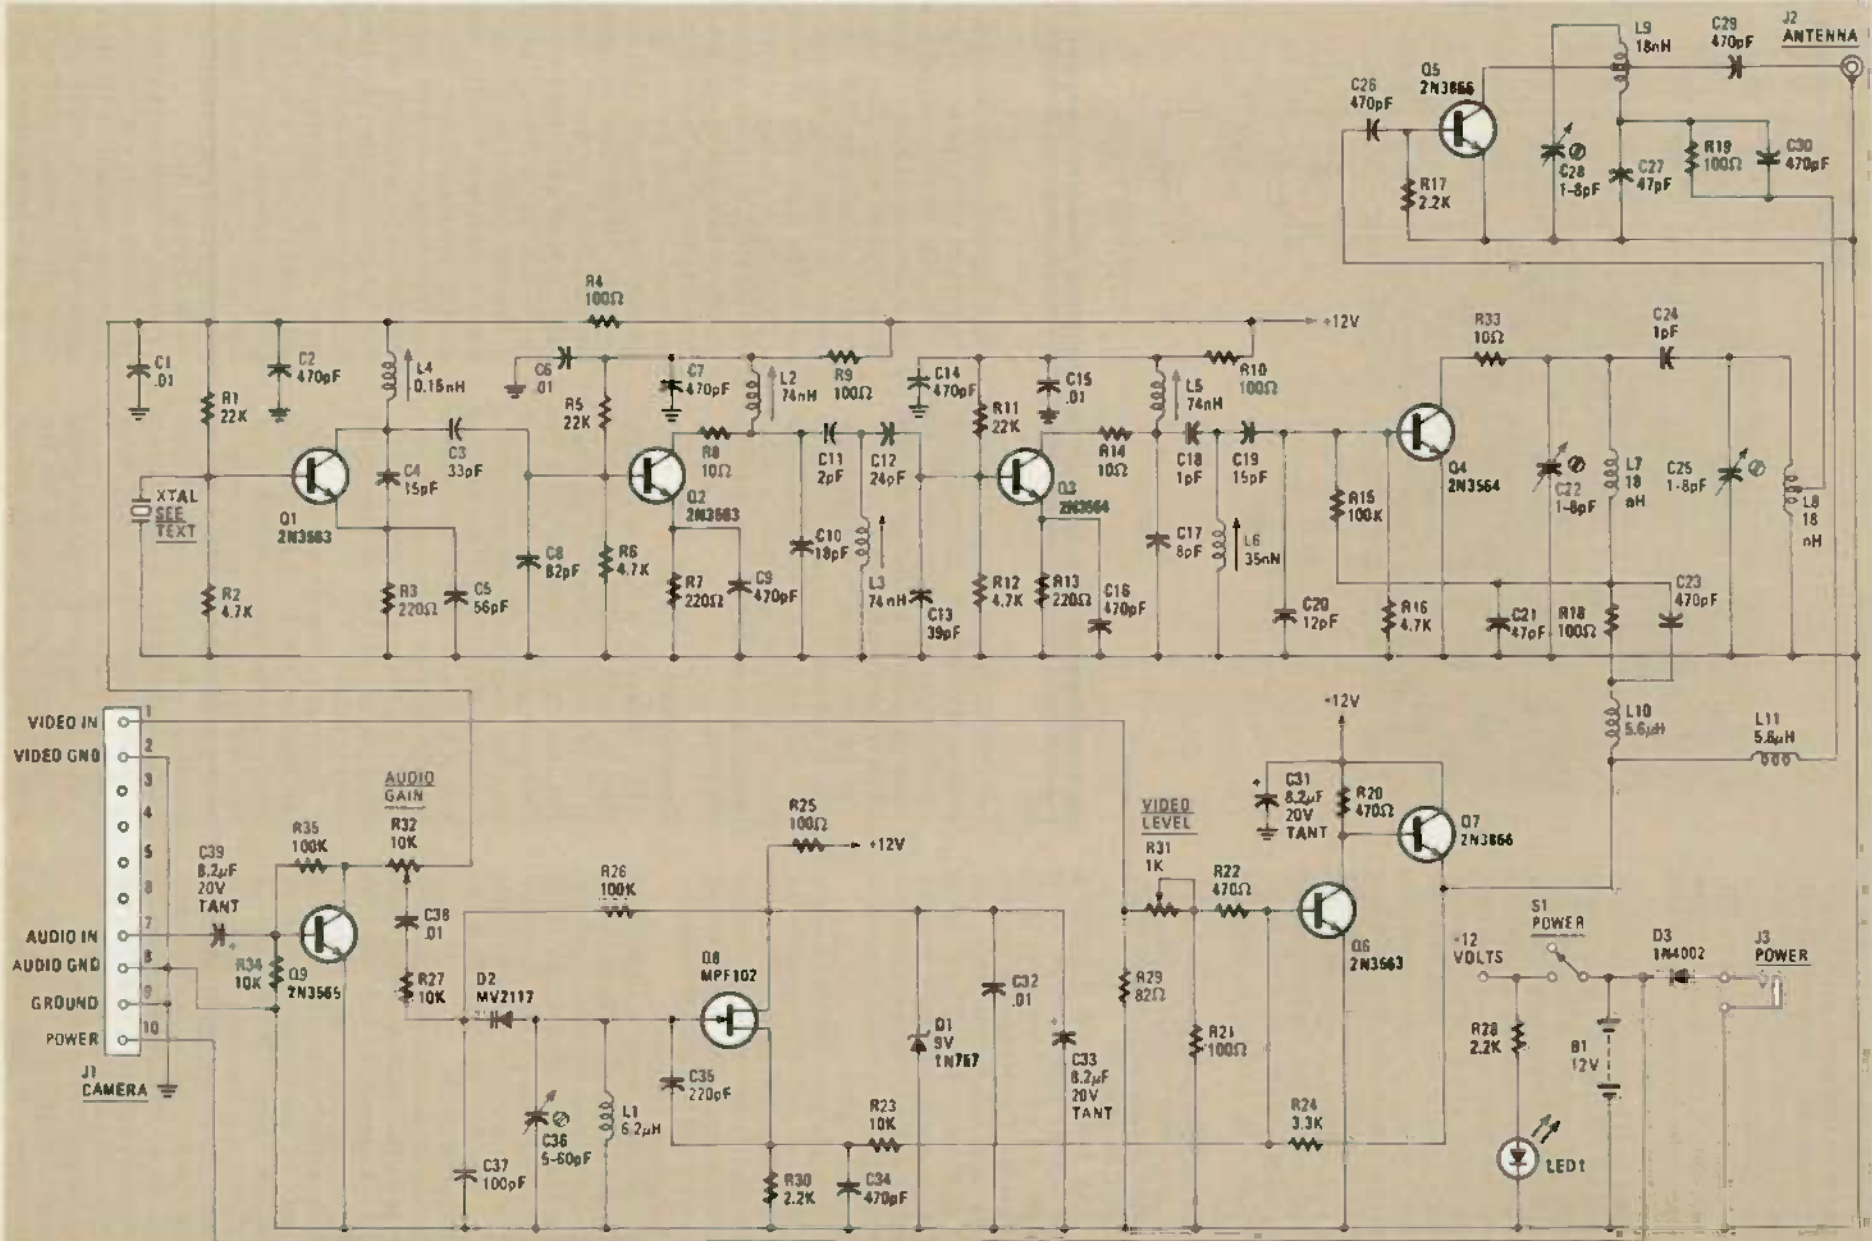 J2
ANTENNA
L9
18nH
C29
470pF
Q5
2N3866
C26
470pF
R17
2.2K
C28
1-8pF
C27
47pF
R19
100Ω
C30
470pF
R4
100Ω
+12V
C1
.01
R1
22K
C2
470pF
L4
0.15nH
C6
.01
R5
22K
C7
470pF
L2
74nH
R9
100Ω
C14
470pF
R11
22K
C15
.01
L5
74nH
R10
100Ω
R33
10Ω
C24
1pF
XTAL
SEE
TEXT
Q1
2N3563
C4
15pF
C3
33pF
Q2
2N3563
R8
10Ω
C11
2pF
C12
24pF
Q3
2N3564
R14
10Ω
C18
1pF
C19
15pF
Q4
2N3564
R15
100K
C22
1-8pF
L7
18
nH
C25
1-8pF
L8
18
nH
R2
4.7K
R3
220Ω
C5
56pF
C8
82pF
R6
4.7K
R7
220Ω
C9
470pF
C10
18pF
L3
74nH
C13
39pF
R12
4.7K
R13
220Ω
C16
470pF
C17
8pF
L6
35nN
C20
12pF
R16
4.7K
C21
47pF
R18
100Ω
C23
470pF
VIDEO IN
VIDEO GND
AUDIO IN
AUDIO GND
GROUND
POWER
1
2
3
4
5
6
7
8
9
10
J1
CAMERA
C39
8.2µF
20V
TANT
R35
100K
AUDIO
GAIN
R32
10K
R34
10K
Q9
2N3565
C38
.01
R27
10K
R26
100K
R25
100Ω
+12V
D2
MV2117
Q8
MPF102
C37
100pF
C36
5-60pF
L1
6.2µH
C35
220pF
R30
2.2K
C34
470pF
R23
10K
D1
9V
1N757
C32
.01
C33
8.2µF
20V
TANT
VIDEO
LEVEL
R31
1K
R29
82Ω
R22
470Ω
R21
100Ω
R24
3.3K
+12V
C31
8.2µF
20V
TANT
R20
470Ω
Q7
2N3866
Q6
2N3563
L10
5.6µH
L11
5.6µH
S1
POWER
+12
VOLTS
D3
1N4002
J3
POWER
R28
2.2K
B1
12V
LED1